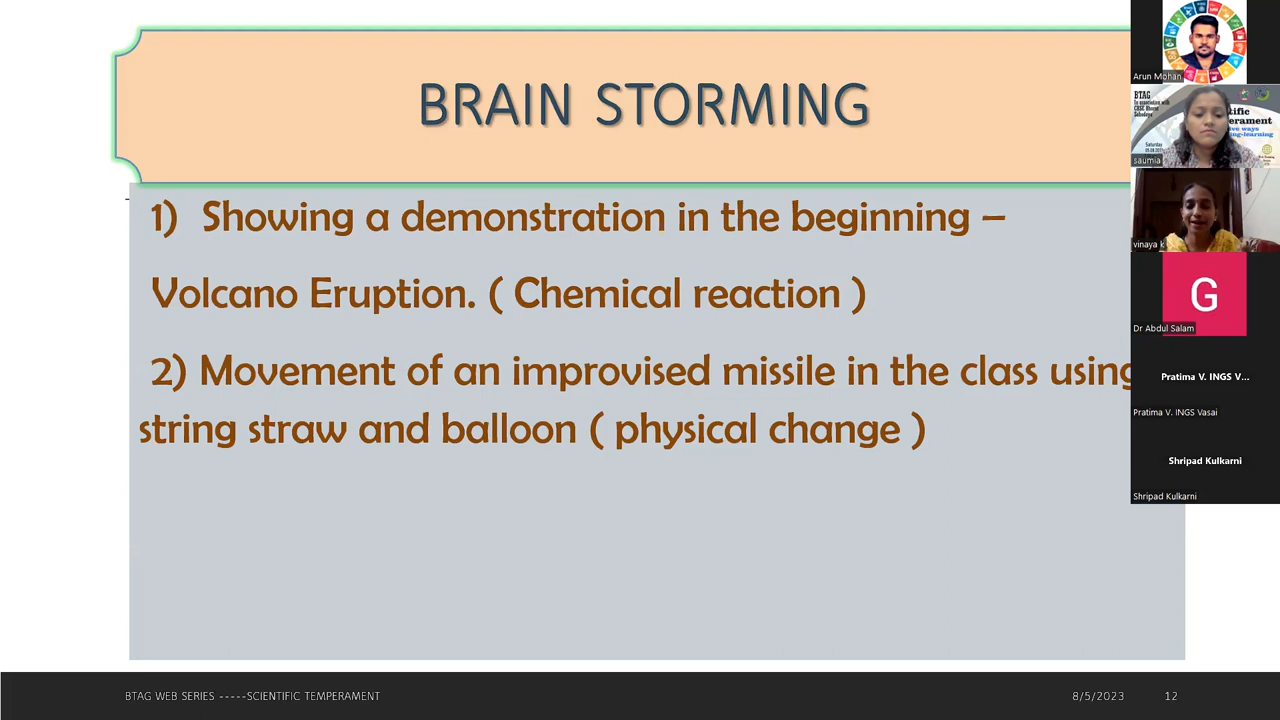 BRAIN STORMING
1) Showing a demonstration in the beginning –
Volcano Eruption. ( Chemical reaction )
2) Movement of an improvised missile in the class using
string straw and balloon ( physical change )
BTAG WEB SERIES -----SCIENTIFIC TEMPERAMENT
8/5/2023
12
Arun Mohan
BTAG
saumia
vinaya k
G
Dr Abdul Salam
Pratima V. INGS V...
Pratima V. INGS Vasai
Shripad Kulkarni
Shripad Kulkarni